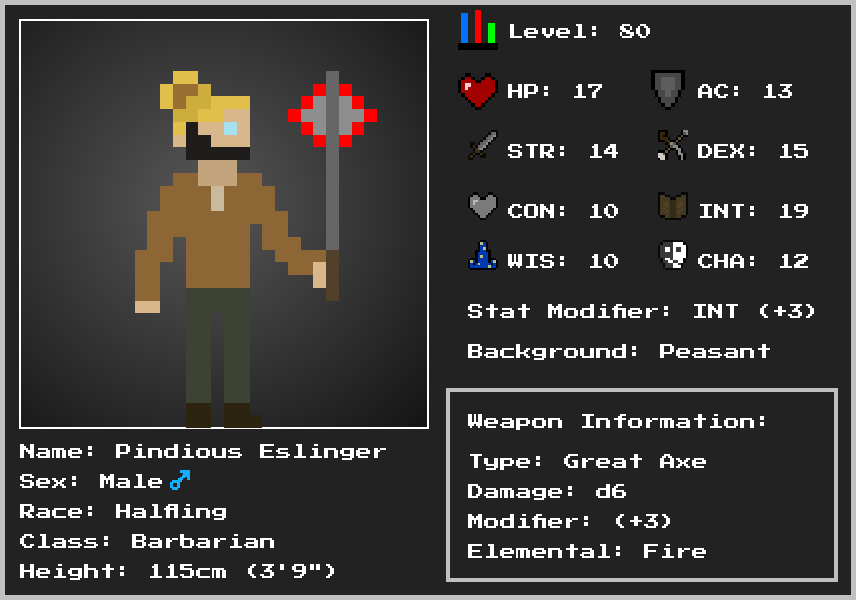 Level: 80
HP: 17
AC: 13
STR: 14
DEX: 15
CON: 10
INT: 19
WIS: 10
CHA: 12
Stat Modifier: INT (+3)
Background: Peasant
Name: Pindious Eslinger
Sex: Male ♂
Race: Halfling
Class: Barbarian
Height: 115cm (3'9")
Weapon Information:
Type: Great Axe
Damage: d6
Modifier: (+3)
Elemental: Fire